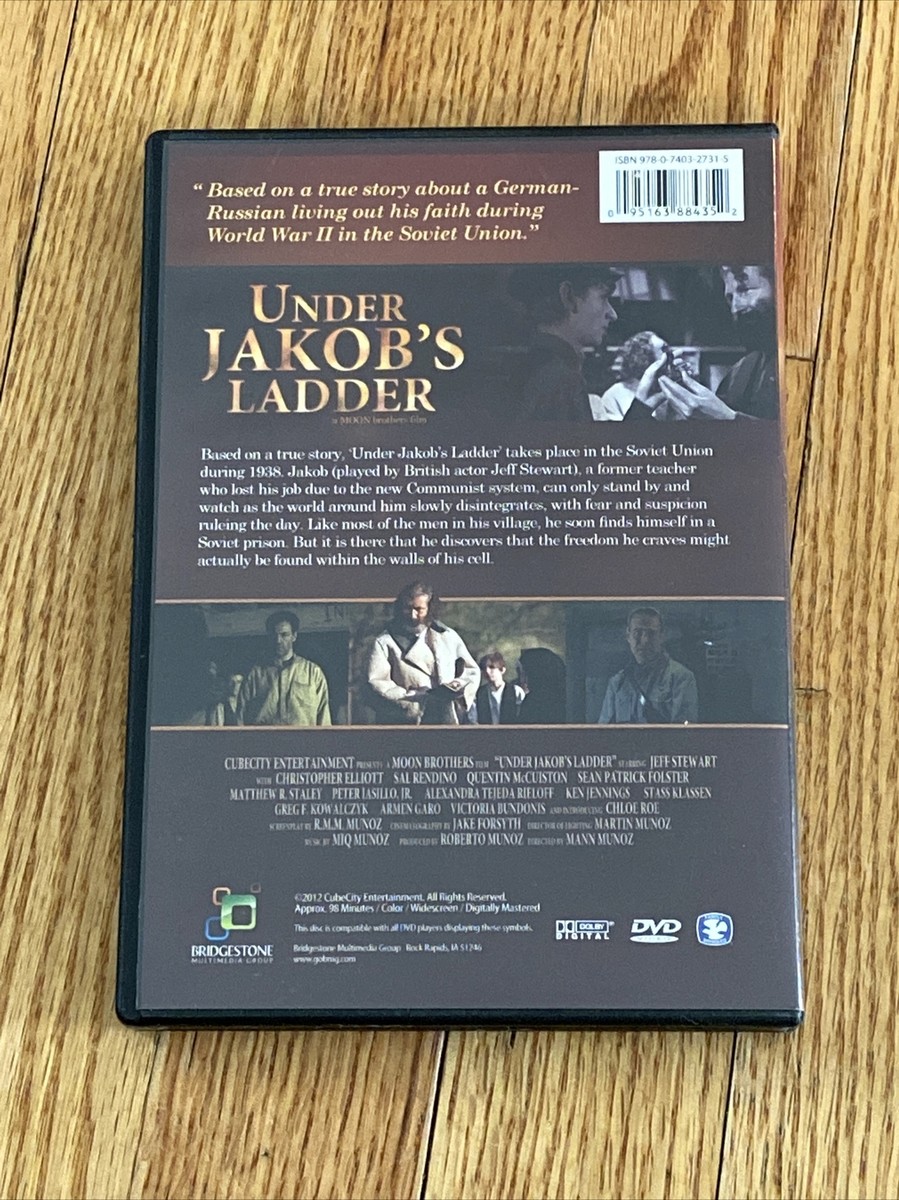 ISBN 978-0-7403-2731-5
0 95163 88435 2
“ Based on a true story about a German-
Russian living out his faith during
World War II in the Soviet Union.”
UNDER
JAKOB'S
LADDER
a MOON brothers film
Based on a true story, 'Under Jakob's Ladder' takes place in the Soviet Union
during 1938. Jakob (played by British actor Jeff Stewart), a former teacher
who lost his job due to the new Communist system, can only stand by and
watch as the world around him slowly disintegrates, with fear and suspicion
ruleing the day. Like most of the men in his village, he soon finds himself in a
Soviet prison. But it is there that he discovers that the freedom he craves might
actually be found within the walls of his cell.
CUBECITY ENTERTAINMENT PRESENTS A MOON BROTHERS FILM "UNDER JAKOB'S LADDER" STARRING JEFF STEWART
WITH CHRISTOPHER ELLIOTT SAL RENDINO QUENTIN McCUISTON SEAN PATRICK FOLSTER
MATTHEW R. STALEY PETER IASILLO, JR. ALEXANDRA TEJEDA RIELOFF KEN JENNINGS STASS KLASSEN
GREG F. KOWALCZYK ARMEN GARO VICTORIA BUNDONIS AND INTRODUCING CHLOE ROE
SCREENPLAY BY R.M.M. MUNOZ CINEMATOGRAPHY BY JAKE FORSYTH DIRECTOR OF LIGHTING MARTIN MUNOZ
MUSIC BY MIQ MUNOZ PRODUCED BY ROBERTO MUNOZ DIRECTED BY MANN MUNOZ
©2012 CubeCity Entertainment. All Rights Reserved.
Approx. 98 Minutes / Color / Widescreen / Digitally Mastered
This disc is compatible with all DVD players displaying these symbols.
Bridgestone Multimedia Group Rock Rapids, IA 51246
www.gobmg.com
BRIDGESTONE
MULTIMEDIA GROUP
DOLBY
DIGITAL
DVD